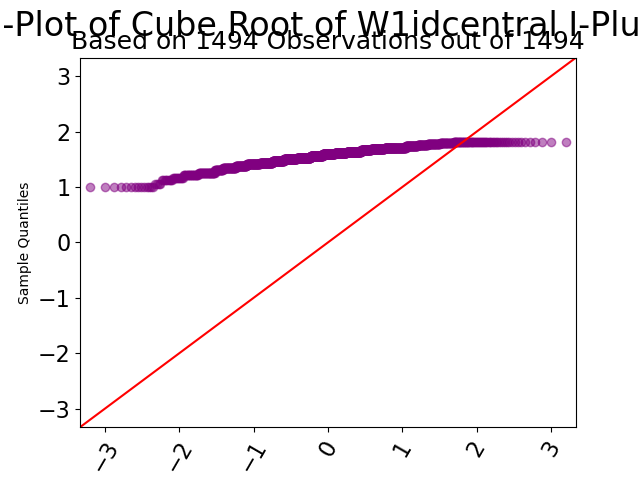 -Plot of Cube Root of W1idcentral I-Plu
Based on 1494 Observations out of 1494
3
2
1
0
−1
−2
−3
Sample Quantiles
−3 −2 −1 0 1 2 3